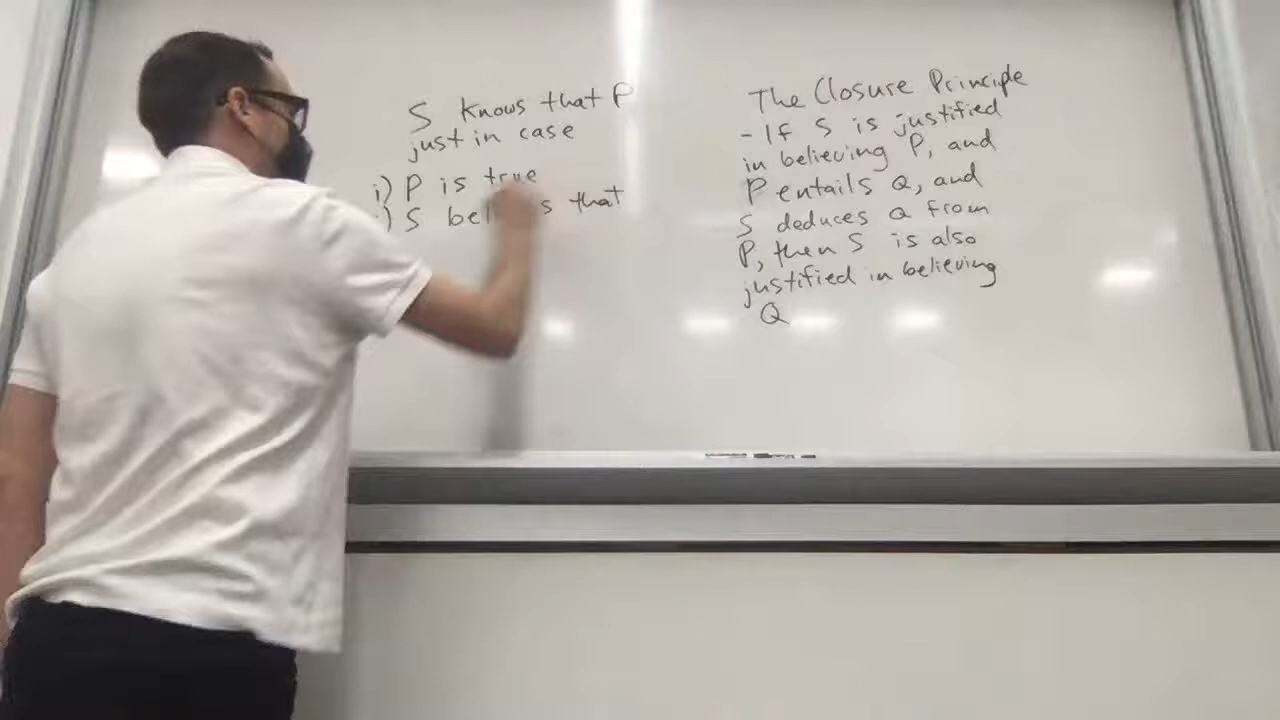 S knows that P
just in case
i) P is true
) S believes that
The Closure Principle
- If S is justified
in believing P, and
P entails Q, and
S deduces Q from
P, then S is also
justified in believing
Q